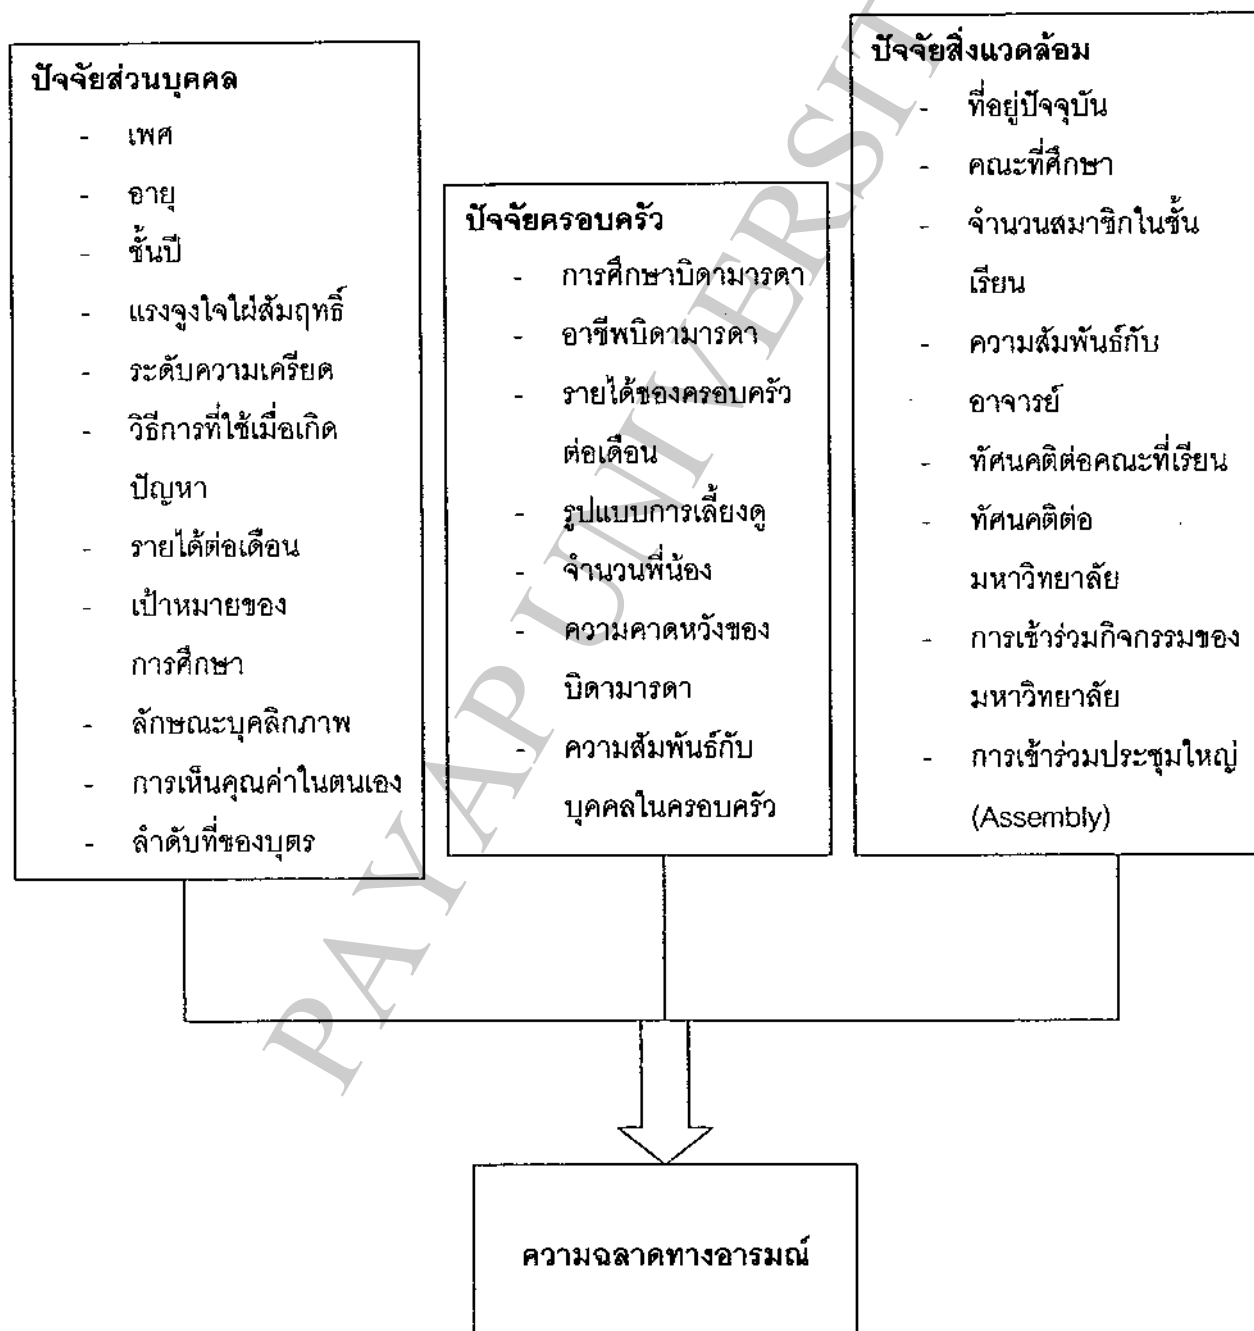 ปัจจัยส่วนบุคคล
- เพศ
- อายุ
- ชั้นปี
- แรงจูงใจใฝ่สัมฤทธิ์
- ระดับความเครียด
- วิธีการที่ใช้เมื่อเกิด
ปัญหา
- รายได้ต่อเดือน
- เป้าหมายของ
การศึกษา
- ลักษณะบุคลิกภาพ
- การเห็นคุณค่าในตนเอง
- ลำดับที่ของบุตร
ปัจจัยครอบครัว
- การศึกษาบิดามารดา
- อาชีพบิดามารดา
- รายได้ของครอบครัว
ต่อเดือน
- รูปแบบการเลี้ยงดู
- จำนวนพี่น้อง
- ความคาดหวังของ
บิดามารดา
- ความสัมพันธ์กับ
บุคคลในครอบครัว
ปัจจัยสิ่งแวดล้อม
- ที่อยู่ปัจจุบัน
- คณะที่ศึกษา
- จำนวนสมาชิกในชั้น
เรียน
- ความสัมพันธ์กับ
อาจารย์
- ทัศนคติต่อคณะที่เรียน
- ทัศนคติต่อ
มหาวิทยาลัย
- การเข้าร่วมกิจกรรมของ
มหาวิทยาลัย
- การเข้าร่วมประชุมใหญ่
(Assembly)
ความฉลาดทางอารมณ์
PAYAP UNIVERSIT